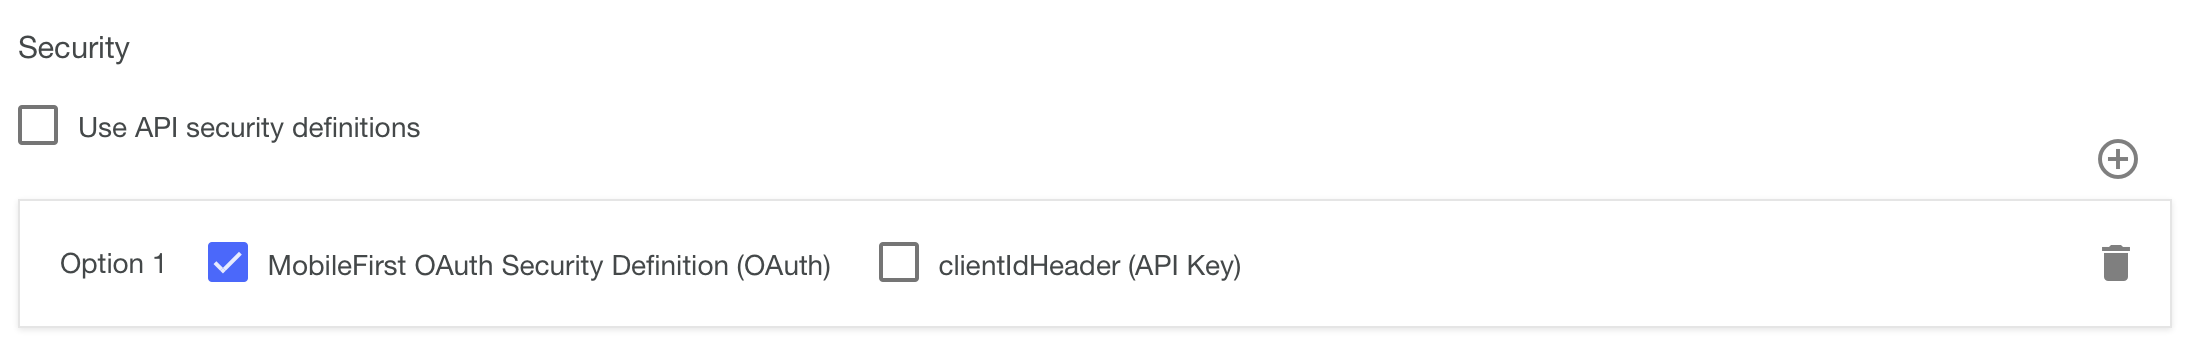 Security
Use API security definitions
Option 1 MobileFirst OAuth Security Definition (OAuth) clientIdHeader (API Key)